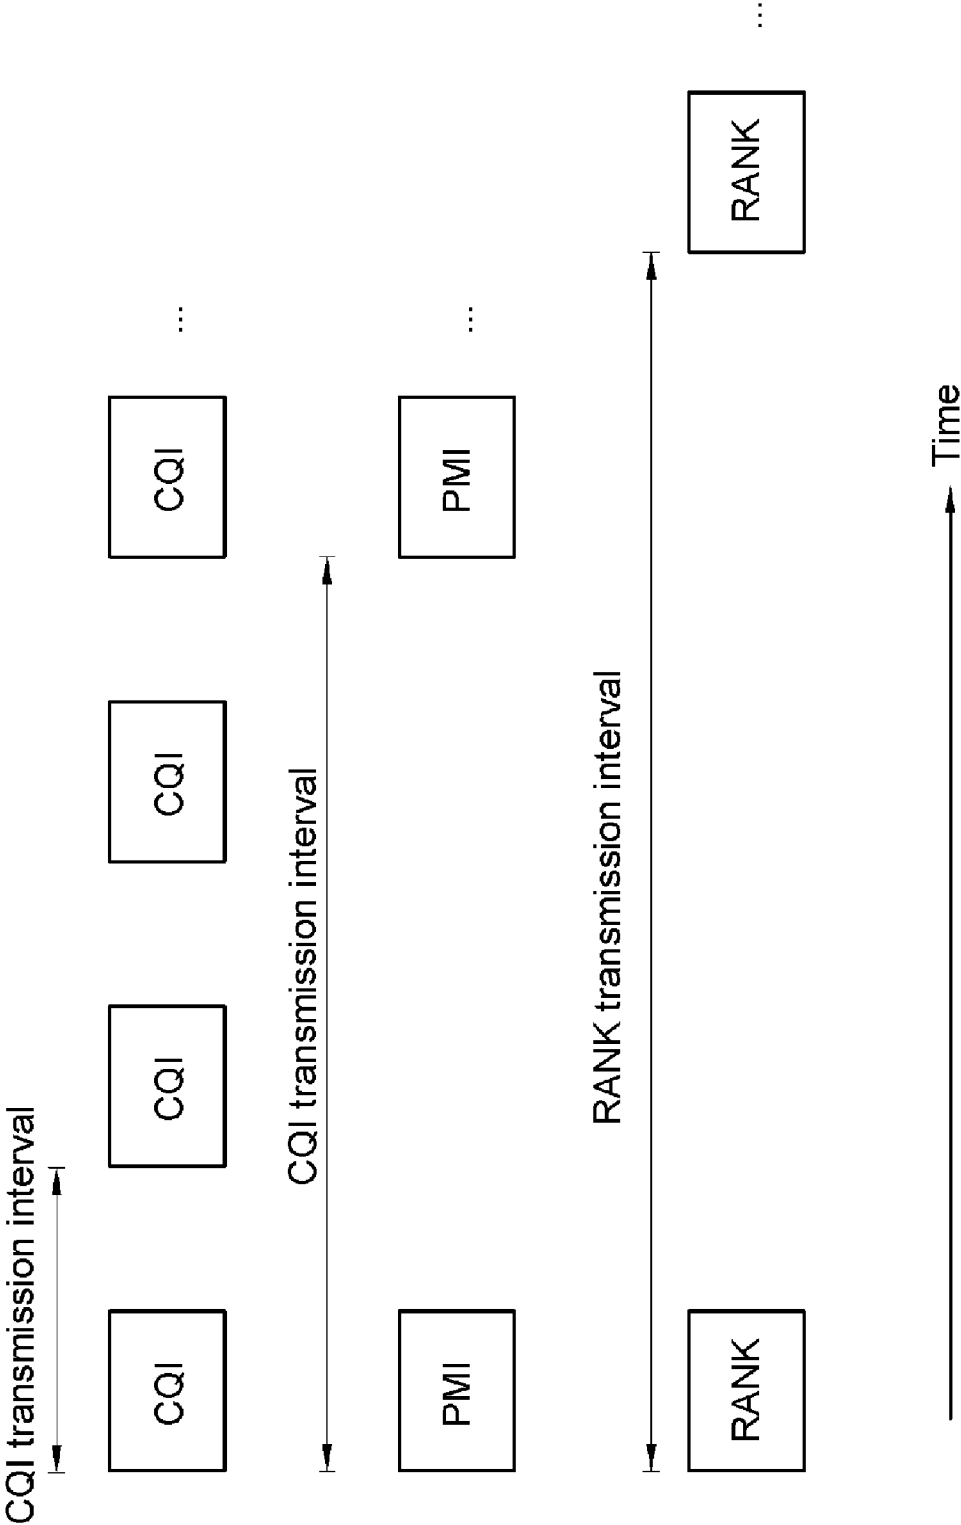 CQI transmission interval
CQI CQI CQI CQI ...
CQI transmission interval
PMI PMI ...
RANK transmission interval
RANK RANK ...
Time